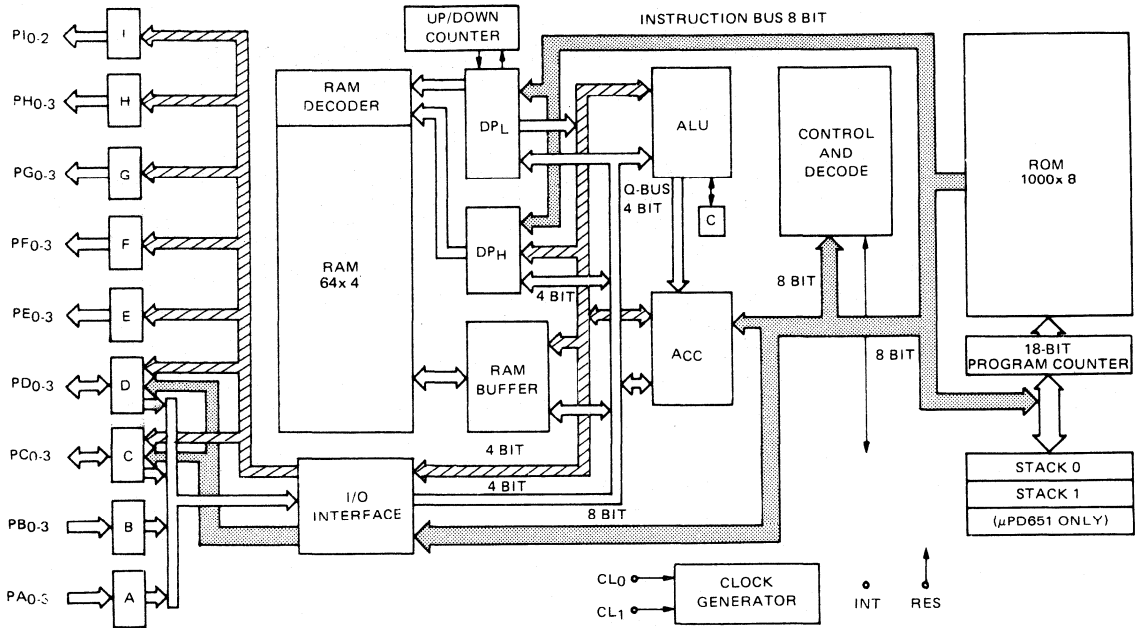 PI0-2
I
PH0-3
H
PG0-3
G
PF0-3
F
PE0-3
E
PD0-3
D
PC0-3
C
PB0-3
B
PA0-3
A
UP/DOWN
COUNTER
RAM
DECODER
RAM
64x 4
DPL
DPH
RAM
BUFFER
I/O
INTERFACE
INSTRUCTION BUS 8 BIT
ALU
Q-BUS
4 BIT
C
4 BIT
ACC
4 BIT
4 BIT
8 BIT
CONTROL
AND
DECODE
8 BIT
8 BIT
ROM
1000x 8
18-BIT
PROGRAM COUNTER
STACK 0
STACK 1
(μPD651 ONLY)
CL0
CL1
CLOCK
GENERATOR
INT
RES